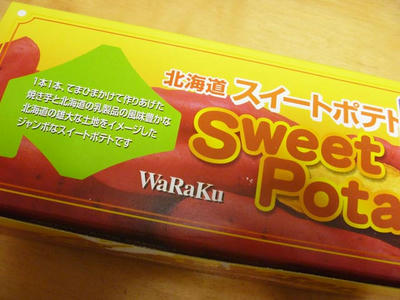 北海道 スイートポテト
Sweet
Pota
1本1本、てまひまかけて作りあげた
焼き芋と北海道の乳製品の風味豊かな
北海道の雄大な土地をイメージした
ジャンボなスイートポテトです
WaRaKu